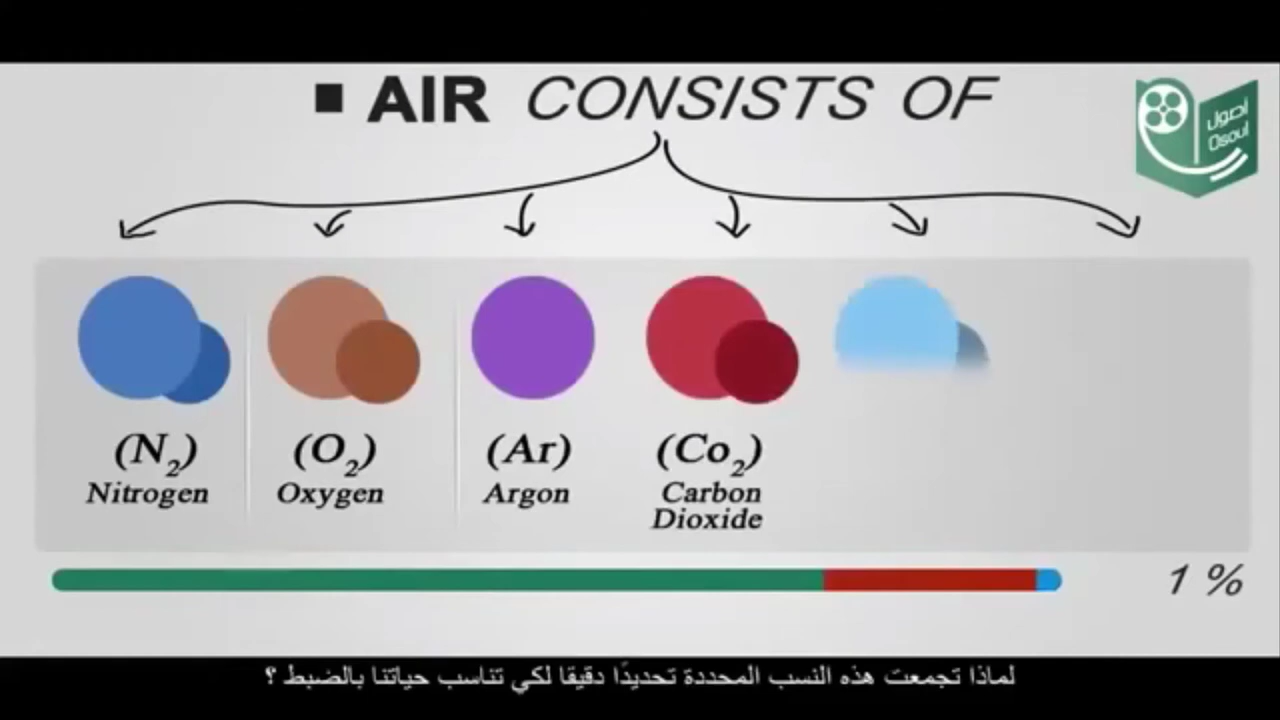 AIR CONSISTS OF
أصول
Osoul
(N₂)
Nitrogen
(O₂)
Oxygen
(Ar)
Argon
(Co₂)
Carbon
Dioxide
1 %
لماذا تجمعت هذه النسب المحددة تحديدًا دقيقا لكي تناسب حياتنا بالضبط ؟